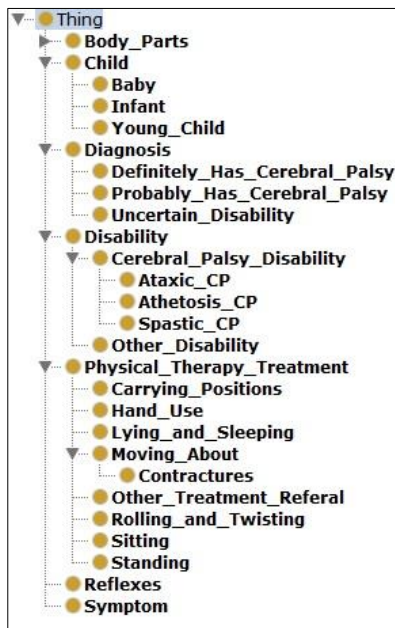 Thing
Body_Parts
Child
Baby
Infant
Young_Child
Diagnosis
Definitely_Has_Cerebral_Palsy
Probably_Has_Cerebral_Palsy
Uncertain_Disability
Disability
Cerebral_Palsy_Disability
Ataxic_CP
Athetosis_CP
Spastic_CP
Other_Disability
Physical_Therapy_Treatment
Carrying_Positions
Hand_Use
Lying_and_Sleeping
Moving_About
Contractures
Other_Treatment_Referal
Rolling_and_Twisting
Sitting
Standing
Reflexes
Symptom